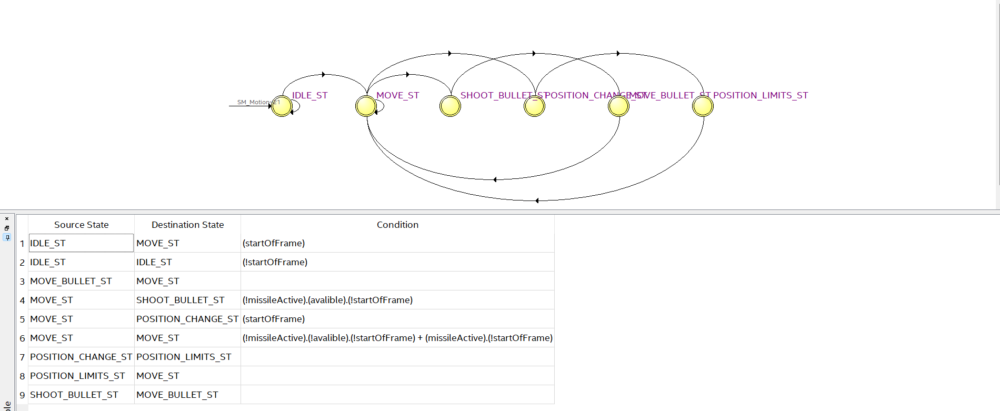 SM_Motion~21
IDLE_ST
MOVE_ST
SHOOT_BULLET_ST
POSITION_CHANGE_ST
MOVE_BULLET_ST
POSITION_LIMITS_ST
Source State Destination State Condition
1 IDLE_ST MOVE_ST (startOfFrame)
2 IDLE_ST IDLE_ST (!startOfFrame)
3 MOVE_BULLET_ST MOVE_ST
4 MOVE_ST SHOOT_BULLET_ST (!missileActive).(avalible).(!startOfFrame)
5 MOVE_ST POSITION_CHANGE_ST (startOfFrame)
6 MOVE_ST MOVE_ST (!missileActive).(!avalible).(!startOfFrame) + (missileActive).(!startOfFrame)
7 POSITION_CHANGE_ST POSITION_LIMITS_ST
8 POSITION_LIMITS_ST MOVE_ST
9 SHOOT_BULLET_ST MOVE_BULLET_ST